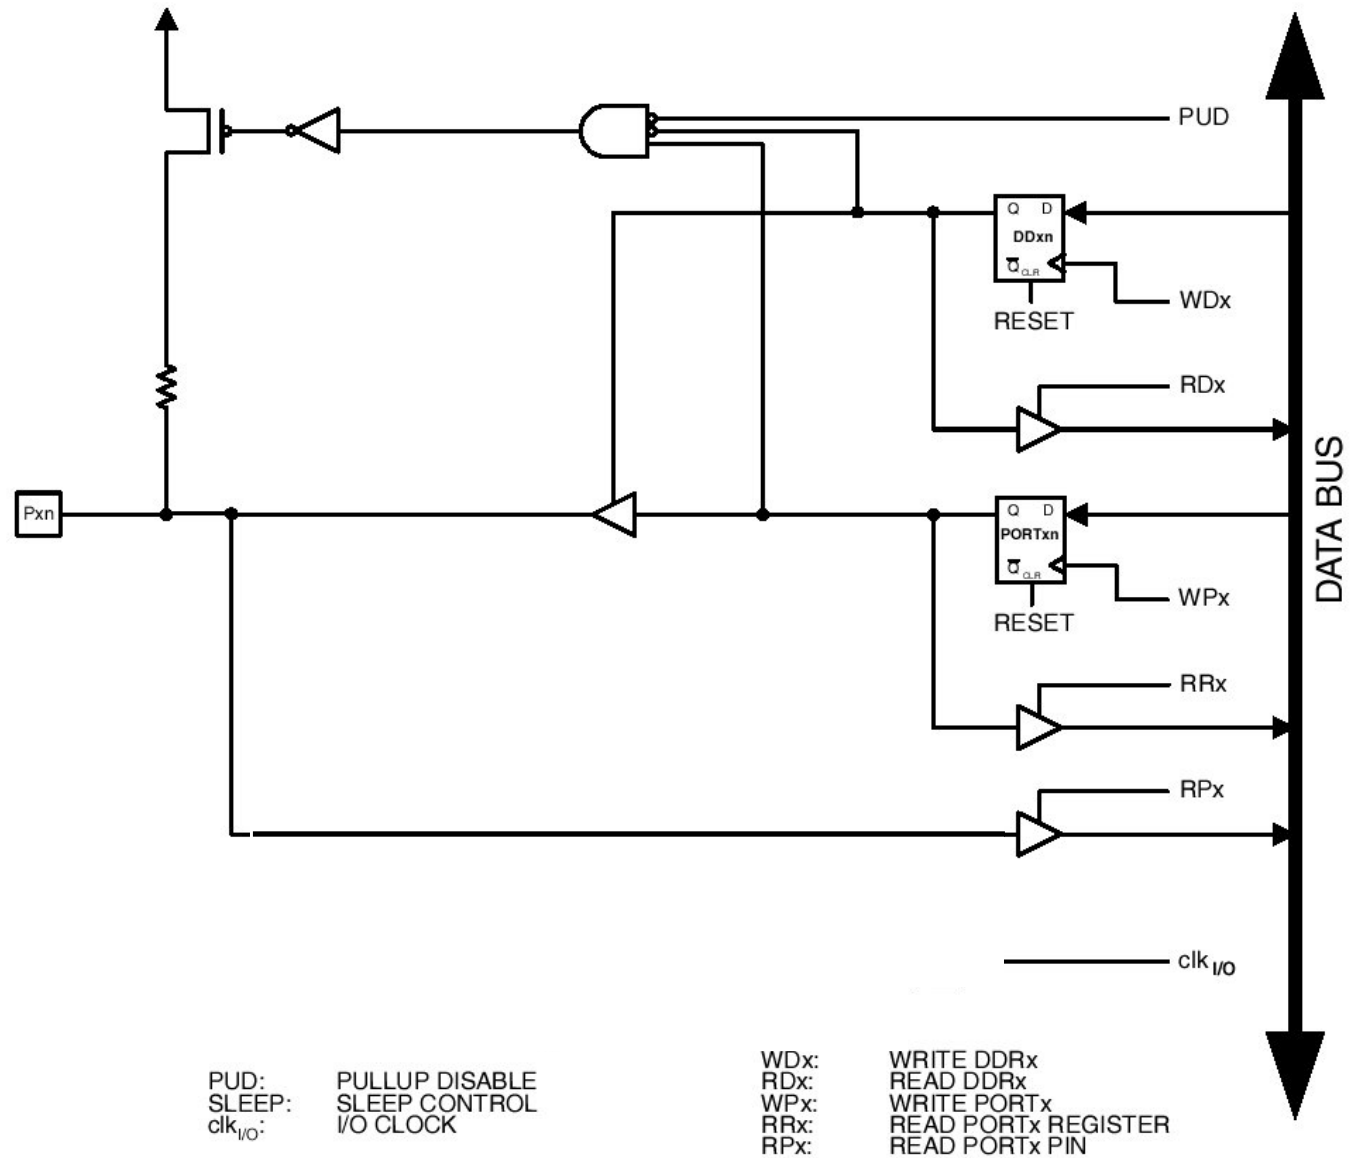 PUD
Q D
DDxn
Q CLR
WDx
RESET
RDx
Pxn
Q D
PORTxn
Q CLR
WPx
RESET
DATA BUS
RRx
RPx
clk I/O
PUD: PULLUP DISABLE
SLEEP: SLEEP CONTROL
clk I/O: I/O CLOCK
WDx: WRITE DDRx
RDx: READ DDRx
WPx: WRITE PORTx
RRx: READ PORTx REGISTER
RPx: READ PORTx PIN